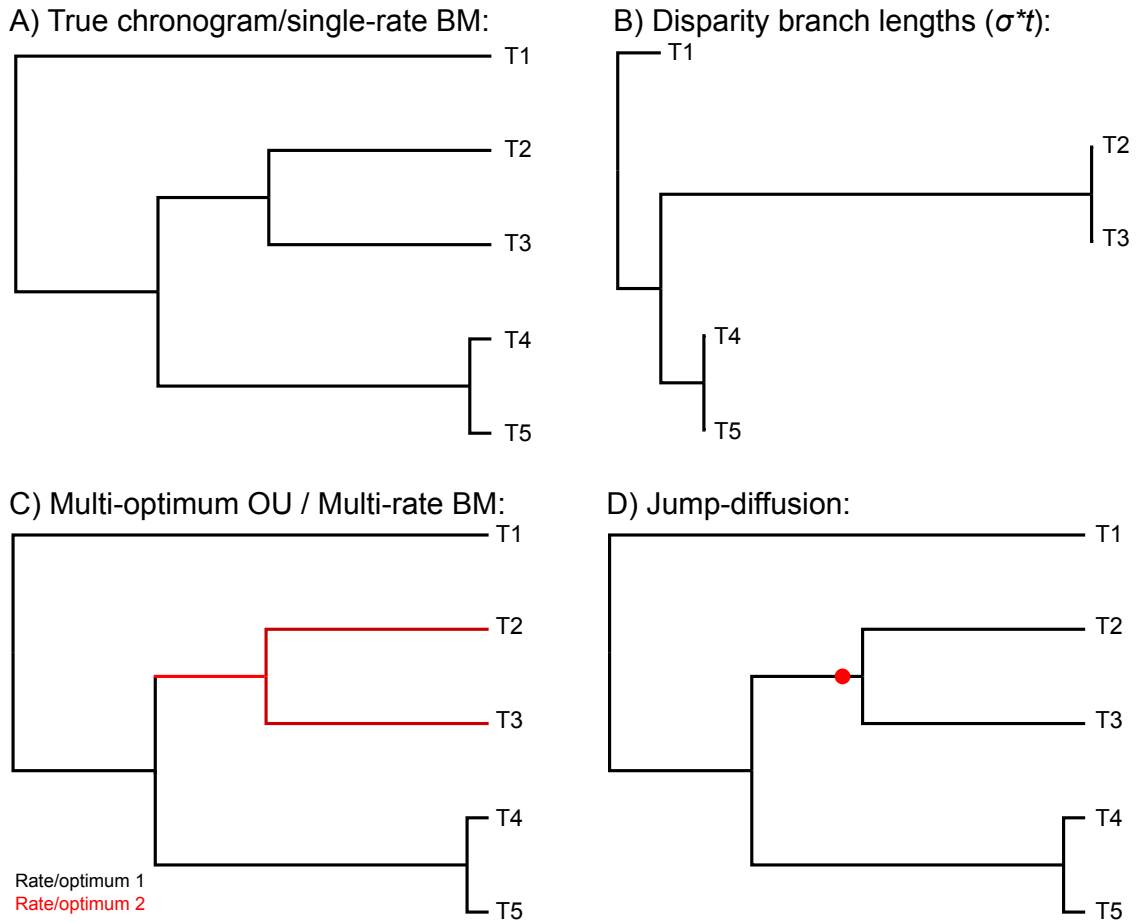 A) True chronogram/single-rate BM:
T1
T2
T3
T4
T5
B) Disparity branch lengths (σ*t):
T1
T2
T3
T4
T5
C) Multi-optimum OU / Multi-rate BM:
T1
T2
T3
T4
T5
Rate/optimum 1
Rate/optimum 2
D) Jump-diffusion:
T1
T2
T3
T4
T5